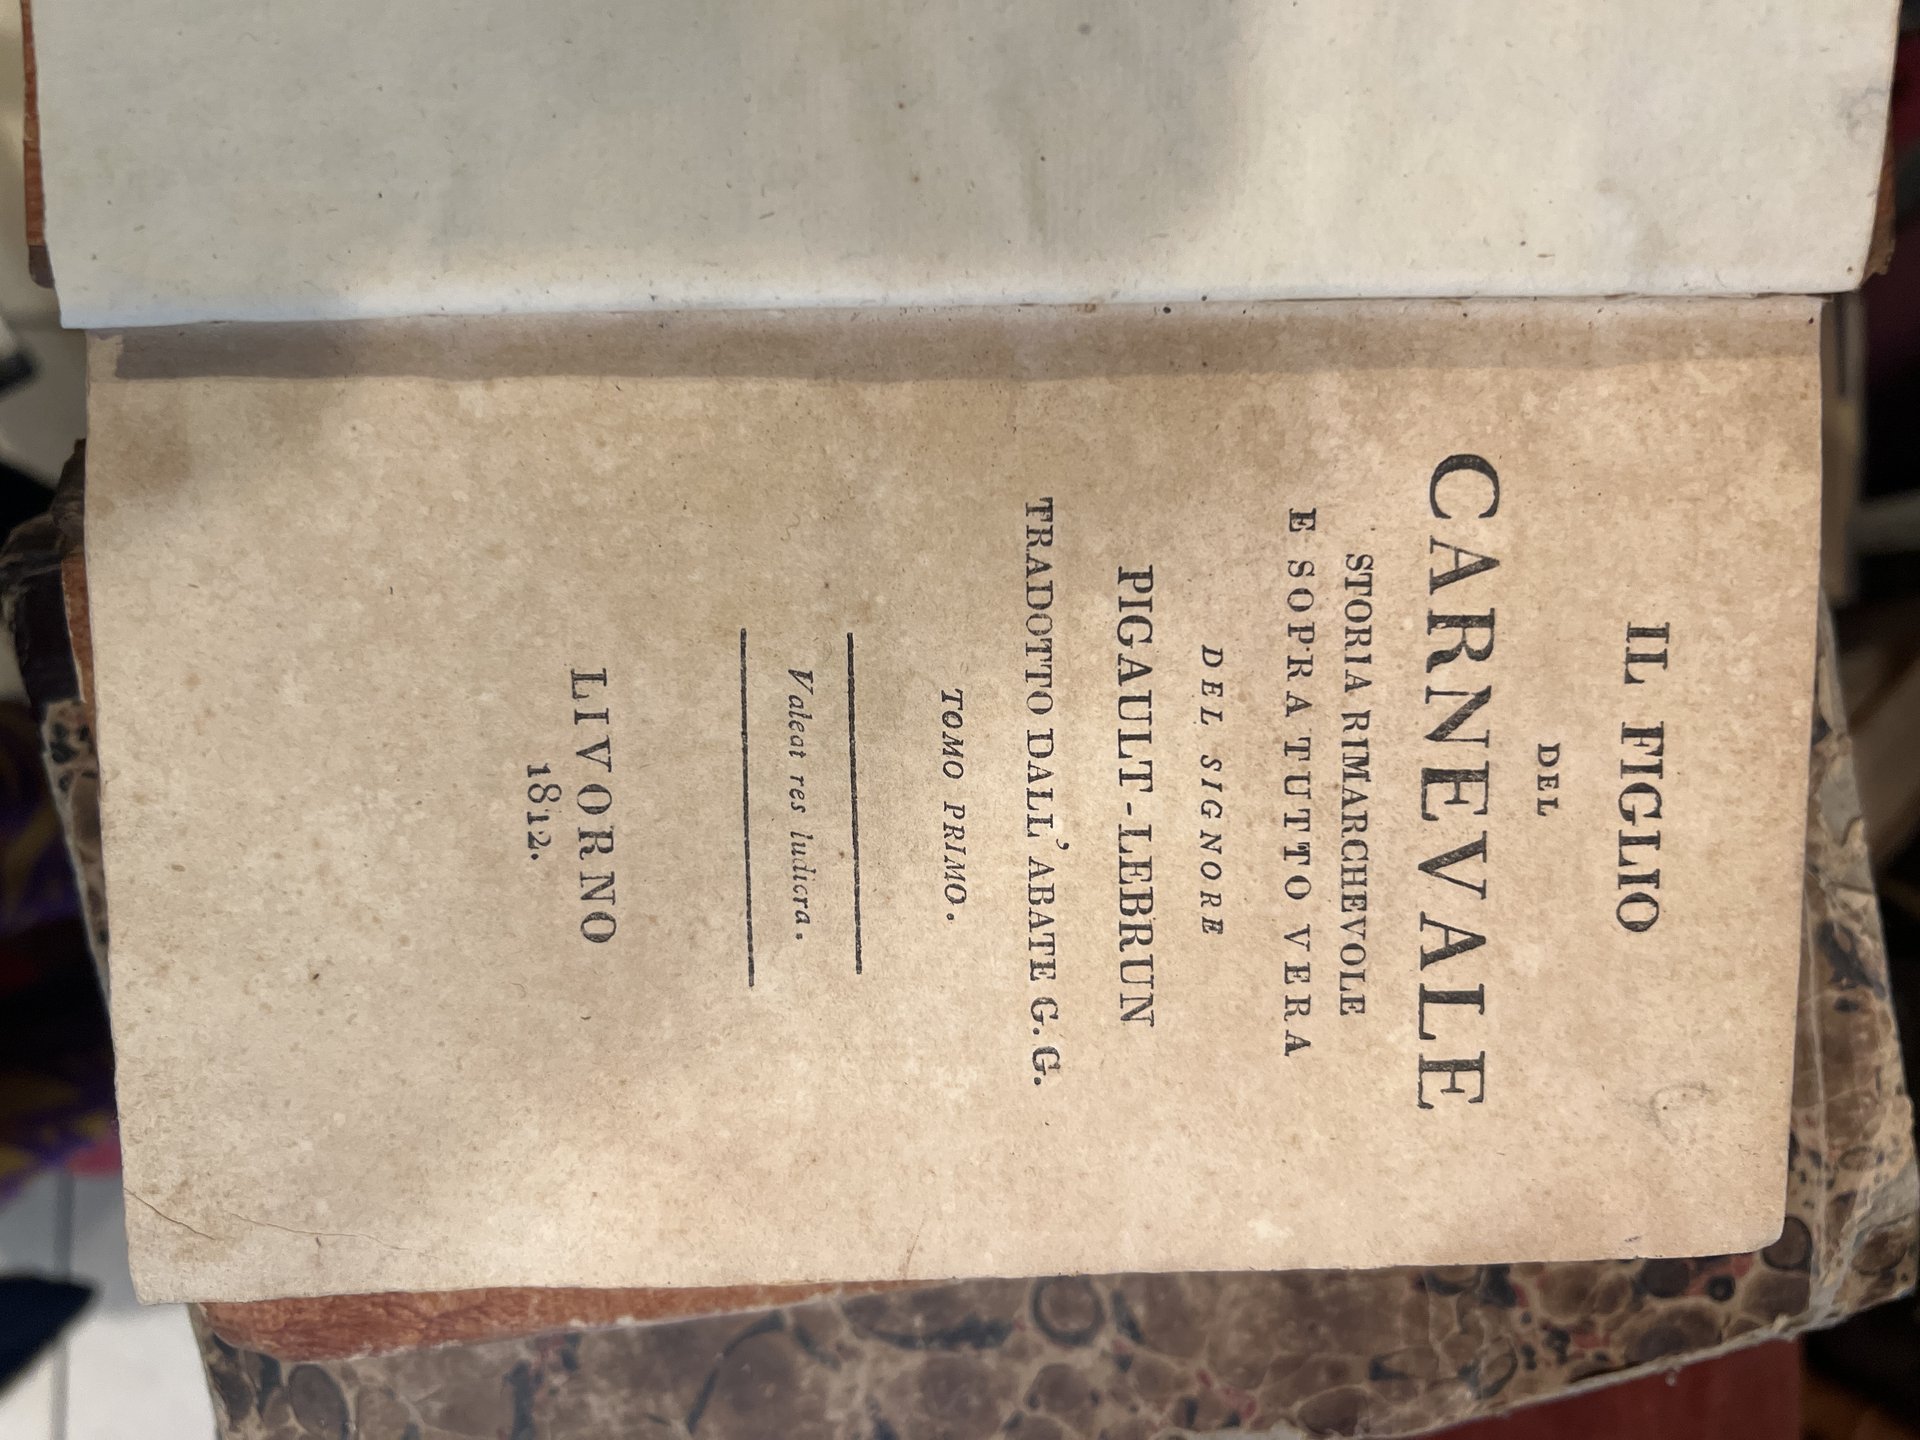 IL FIGLIO
DEL
CARNEVALE
STORIA RIMARCHEVOLE
E SOPRA TUTTO VERA
DEL SIGNORE
PIGAULT-LEBRUN
TRADOTTO DALL' ABATE G. G.
TOMO PRIMO.
Valeat res ludicra.
LIVORNO
1812.